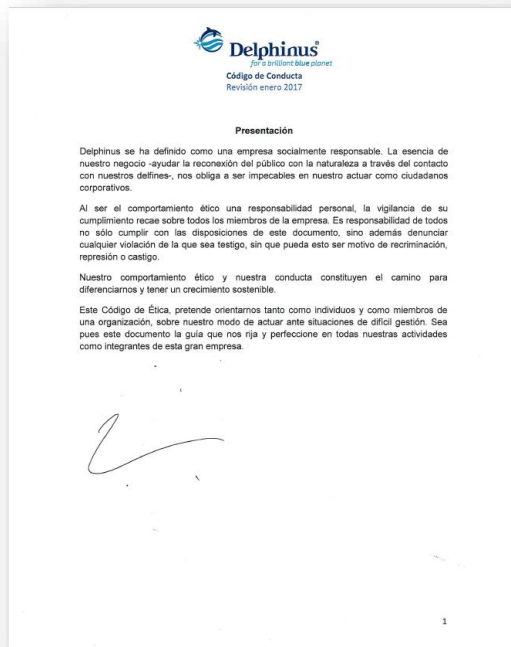 Delphinus®
for a brilliant blue planet
Código de Conducta
Revisión enero 2017
Presentación
Delphinus se ha definido como una empresa socialmente responsable. La esencia de
nuestro negocio -ayudar la reconexión del público con la naturaleza a través del contacto
con nuestros delfines-, nos obliga a ser impecables en nuestro actuar como ciudadanos
corporativos.
Al ser el comportamiento ético una responsabilidad personal, la vigilancia de su
cumplimiento recae sobre todos los miembros de la empresa. Es responsabilidad de todos
no sólo cumplir con las disposiciones de este documento, sino además denunciar
cualquier violación de la que sea testigo, sin que pueda esto ser motivo de recriminación,
represión o castigo.
Nuestro comportamiento ético y nuestra conducta constituyen el camino para
diferenciarnos y tener un crecimiento sostenible.
Este Código de Ética, pretende orientarnos tanto como individuos y como miembros de
una organización, sobre nuestro modo de actuar ante situaciones de difícil gestión. Sea
pues este documento la guía que nos rija y perfeccione en todas nuestras actividades
como integrantes de esta gran empresa.
1